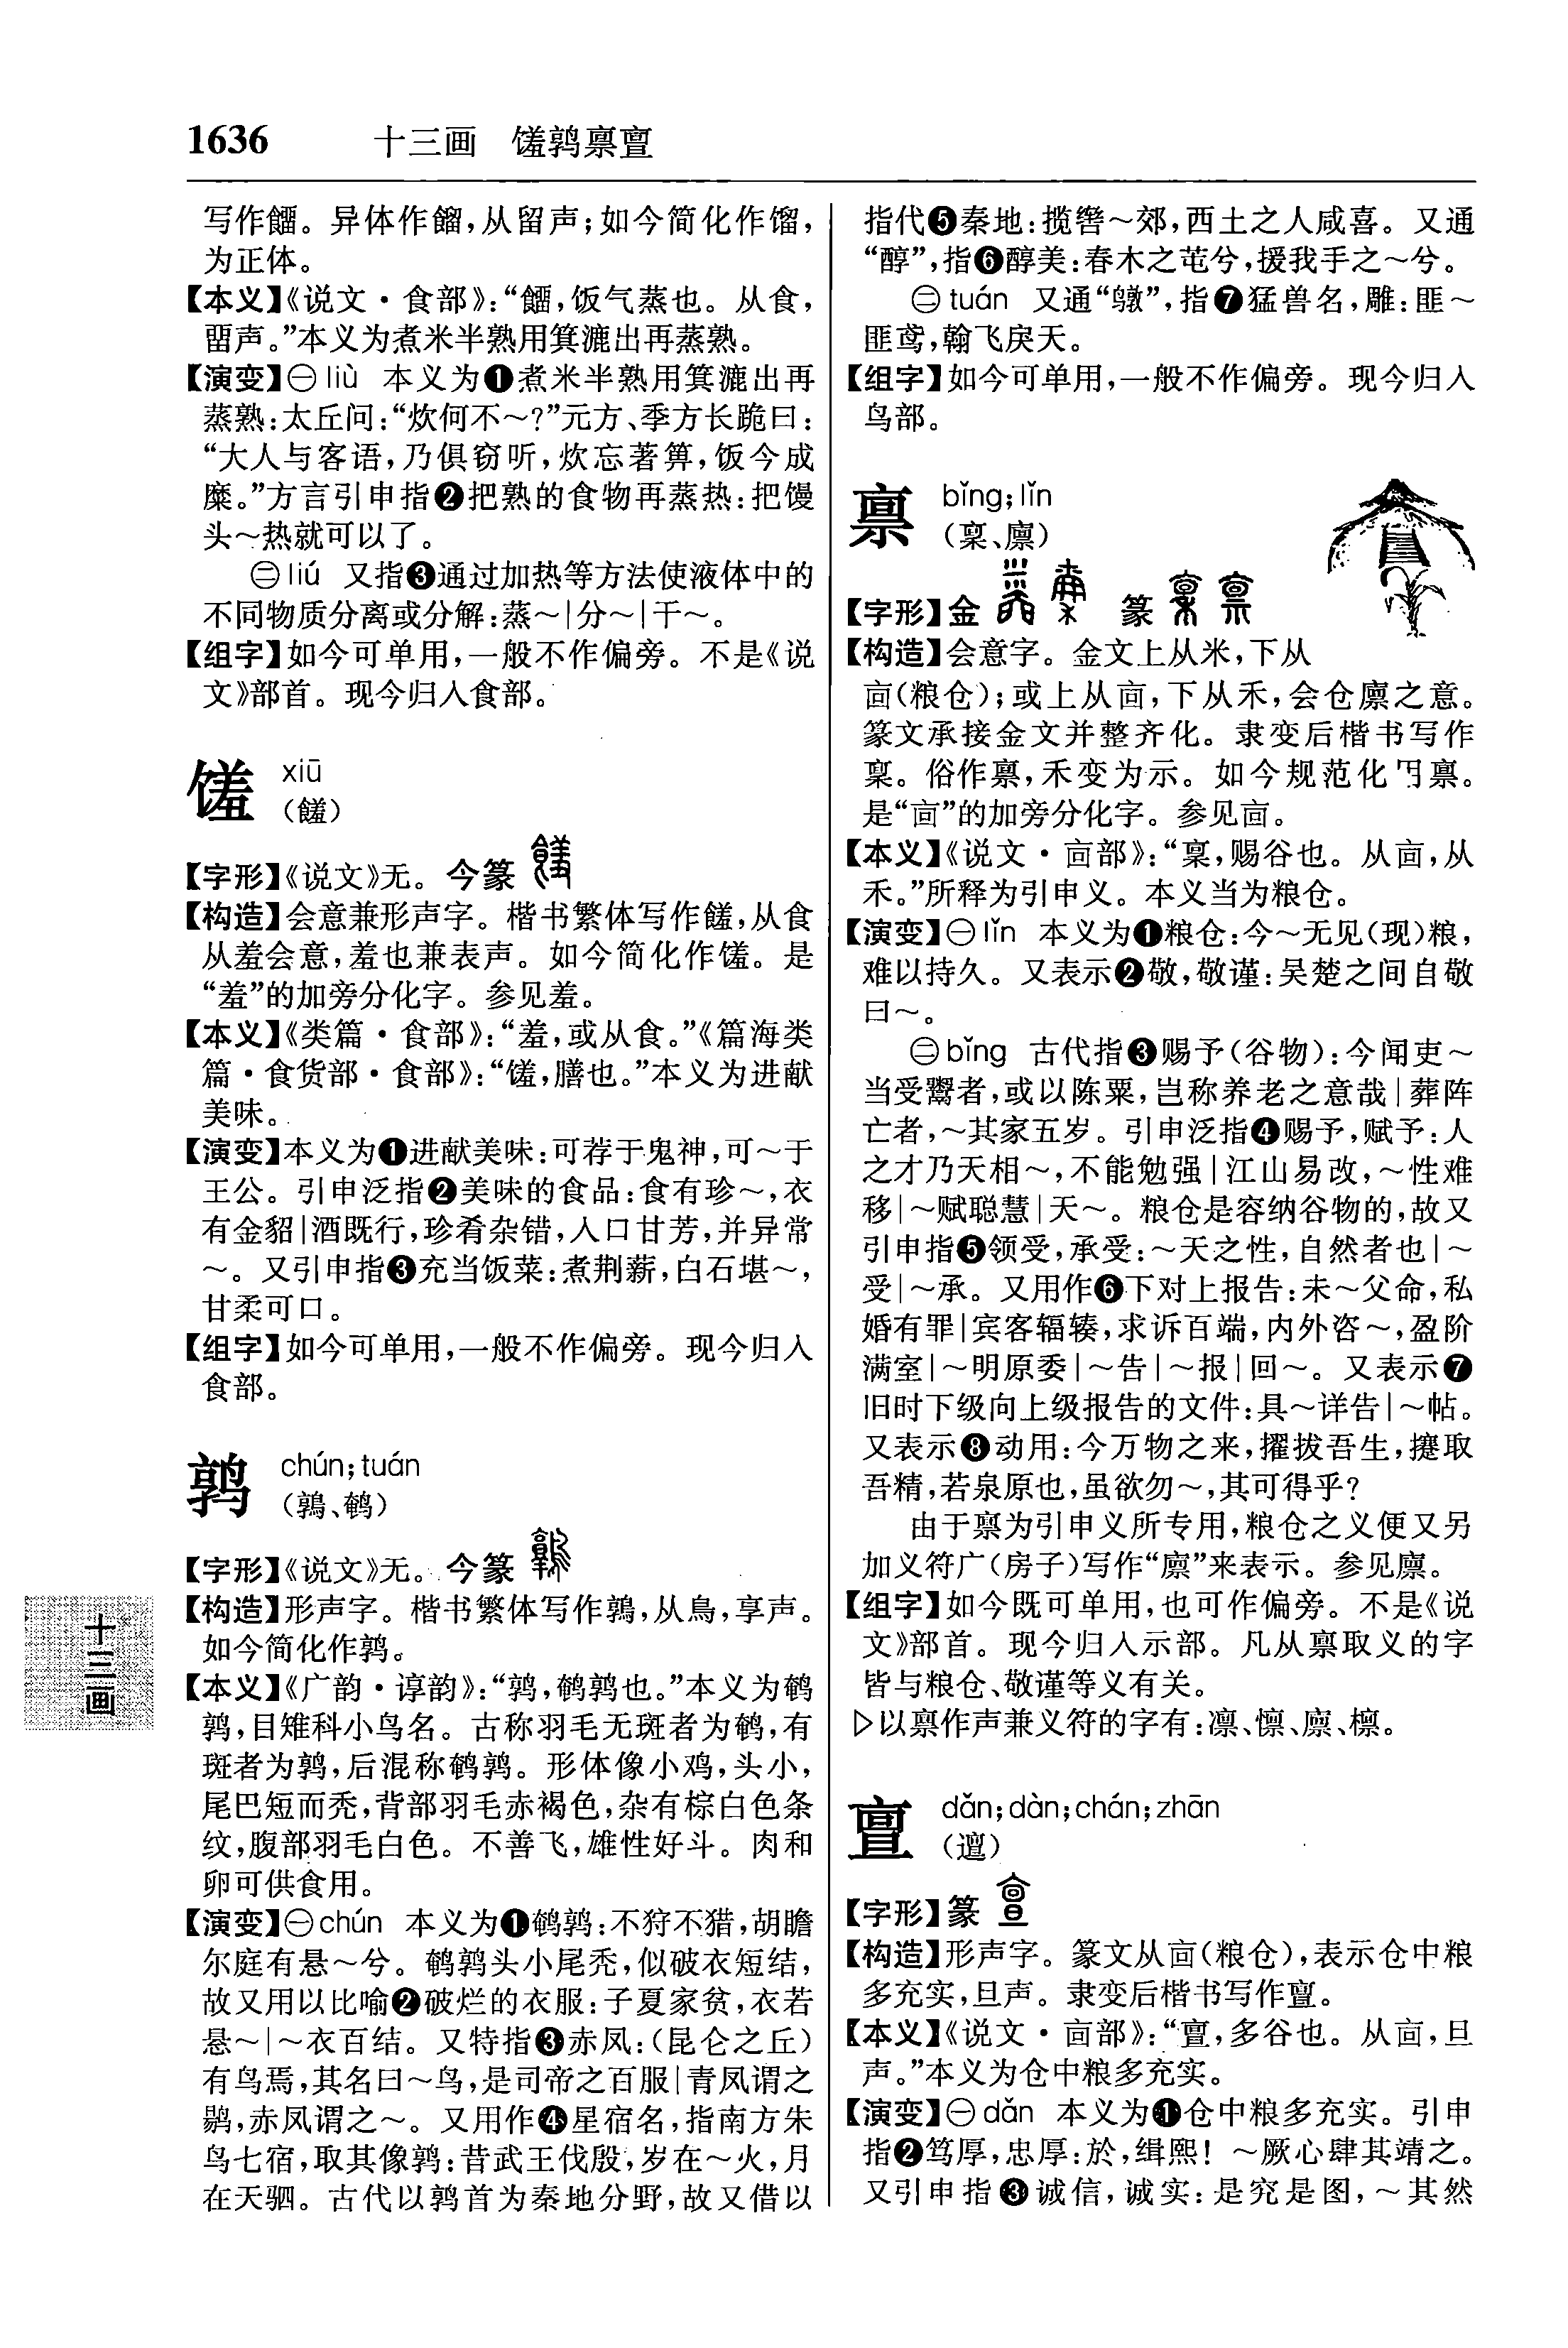 1636 十三画 馐鹑禀亶
写作餾。异体作餾,从留声;如今简化作馏,
为正体。
【本义】《说文·食部》:“餾,饭气蒸也。从食,
畱声。”本义为煮米半熟用箕漉出再蒸熟。
【演变】㊀liù 本义为❶煮米半熟用箕漉出再
蒸熟:太丘问:“炊何不～?”元方、季方长跪曰:
“大人与客语,乃俱窃听,炊忘著箅,饭今成
糜。”方言引申指❷把熟的食物再蒸热:把馒
头～热就可以了。
㊁liú 又指❸通过加热等方法使液体中的
不同物质分离或分解:蒸～|分～|干～。
【组字】如今可单用,一般不作偏旁。不是《说
文》部首。现今归入食部。
馐 xiū
(饈)
【字形】《说文》无。今篆
【构造】会意兼形声字。楷书繁体写作饈,从食
从羞会意,羞也兼表声。如今简化作馐。是
“羞”的加旁分化字。参见羞。
【本义】《类篇·食部》:“羞,或从食。”《篇海类
篇·食货部·食部》:“馐,膳也。”本义为进献
美味。
【演变】本义为❶进献美味:可荐于鬼神,可～于
王公。引申泛指❷美味的食品:食有珍～,衣
有金貂|酒既行,珍肴杂错,入口甘芳,并异常
～。又引申指❸充当饭菜:煮荆薪,白石堪～,
甘柔可口。
【组字】如今可单用,一般不作偏旁。现今归入
食部。
鹑 chún;tuán
(鶉、鹌)
【字形】《说文》无。今篆
【构造】形声字。楷书繁体写作鶉,从鳥,享声。
如今简化作鹑。
【本义】《广韵·谆韵》:“鹑,鹌鹑也。”本义为鹌
鹑,目雉科小鸟名。古称羽毛无斑者为鹌,有
斑者为鹑,后混称鹌鹑。形体像小鸡,头小,
尾巴短而秃,背部羽毛赤褐色,杂有棕白色条
纹,腹部羽毛白色。不善飞,雄性好斗。肉和
卵可供食用。
【演变】㊀chún 本义为❶鹌鹑:不狩不猎,胡瞻
尔庭有悬～兮。鹌鹑头小尾秃,似破衣短结,
故又用以比喻❷破烂的衣服:子夏家贫,衣若
悬～|～衣百结。又特指❸赤凤:(昆仑之丘)
有鸟焉,其名曰～鸟,是司帝之百服|青凤谓之
鹖,赤凤谓之～。又用作❹星宿名,指南方朱
鸟七宿,取其像鹑:昔武王伐殷,岁在～火,月
在天驷。古代以鹑首为秦地分野,故又借以
十三画
指代❺秦地:揽辔～郊,西土之人咸喜。又通
“醇”,指❻醇美:春木之芚兮,援我手之～兮。
㊁tuán 又通“鷻”,指❼猛兽名,雕:匪～
匪鸢,翰飞戾天。
【组字】如今可单用,一般不作偏旁。现今归入
鸟部。
禀 bǐng;lǐn
(稟、廪)
【字形】金 篆
【构造】会意字。金文上从米,下从
㐭(粮仓);或上从㐭,下从禾,会仓廪之意。
篆文承接金文并整齐化。隶变后楷书写作
稟。俗作禀,禾变为示。如今规范化写禀。
是“㐭”的加旁分化字。参见㐭。
【本义】《说文·㐭部》:“稟,赐谷也。从㐭,从
禾。”所释为引申义。本义当为粮仓。
【演变】㊀lǐn 本义为❶粮仓:今～无见(现)粮,
难以持久。又表示❷敬,敬谨:吴楚之间自敬
曰～。
㊁bǐng 古代指❸赐予(谷物):今闻吏～
当受鬻者,或以陈粟,岂称养老之意哉|葬阵
亡者,～其家五岁。引申泛指❹赐予,赋予:人
之才乃天相～,不能勉强|江山易改,～性难
移|～赋聪慧|天～。粮仓是容纳谷物的,故又
引申指❺领受,承受:～天之性,自然者也|～
受|～承。又用作❻下对上报告:未～父命,私
婚有罪|宾客辐辏,求诉百端,内外咨～,盈阶
满室|～明原委|～告|～报|回～。又表示❼
旧时下级向上级报告的文件:具～详告|～帖。
又表示❽动用:今万物之来,擢拔吾生,攓取
吾精,若泉原也,虽欲勿～,其可得乎?
由于禀为引申义所专用,粮仓之义便又另
加义符广(房子)写作“廪”来表示。参见廪。
【组字】如今既可单用,也可作偏旁。不是《说
文》部首。现今归入示部。凡从禀取义的字
皆与粮仓、敬谨等义有关。
▷以禀作声兼义符的字有:凛、懔、廪、檩。
亶 dǎn;dàn;chán;zhān
(邅)
【字形】篆
【构造】形声字。篆文从㐭(粮仓),表示仓中粮
多充实,旦声。隶变后楷书写作亶。
【本义】《说文·㐭部》:“亶,多谷也。从㐭,旦
声。”本义为仓中粮多充实。
【演变】㊀dǎn 本义为❶仓中粮多充实。引申
指❷笃厚,忠厚:於,缉熙!～厥心肆其靖之。
又引申指❸诚信,诚实:是究是图,～其然